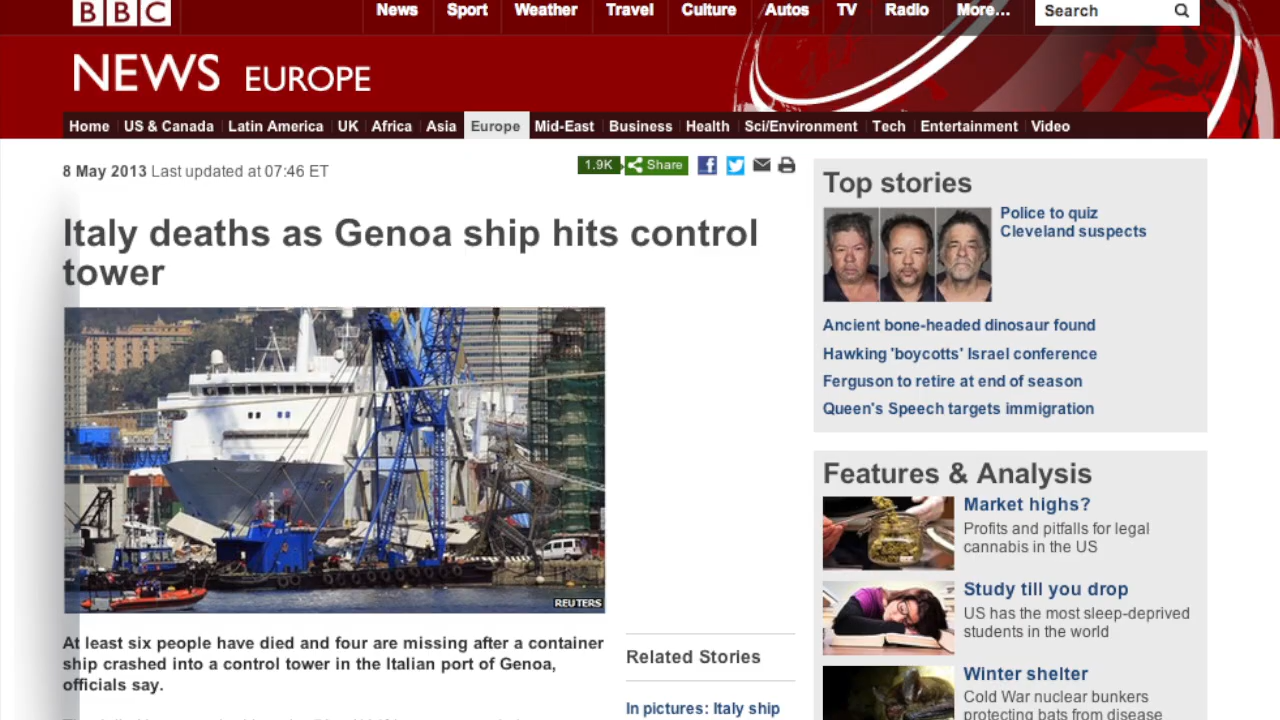 BBC
News Sport Weather Travel Culture Autos TV Radio More... Search
NEWS EUROPE
Home US & Canada Latin America UK Africa Asia Europe Mid-East Business Health Sci/Environment Tech Entertainment Video
8 May 2013 Last updated at 07:46 ET
1.9K Share
Italy deaths as Genoa ship hits control
tower
REUTERS
At least six people have died and four are missing after a container
ship crashed into a control tower in the Italian port of Genoa,
officials say.
Related Stories
In pictures: Italy ship
Top stories
Police to quiz
Cleveland suspects
Ancient bone-headed dinosaur found
Hawking 'boycotts' Israel conference
Ferguson to retire at end of season
Queen's Speech targets immigration
Features & Analysis
Market highs?
Profits and pitfalls for legal
cannabis in the US
Study till you drop
US has the most sleep-deprived
students in the world
Winter shelter
Cold War nuclear bunkers
protecting bats from disease